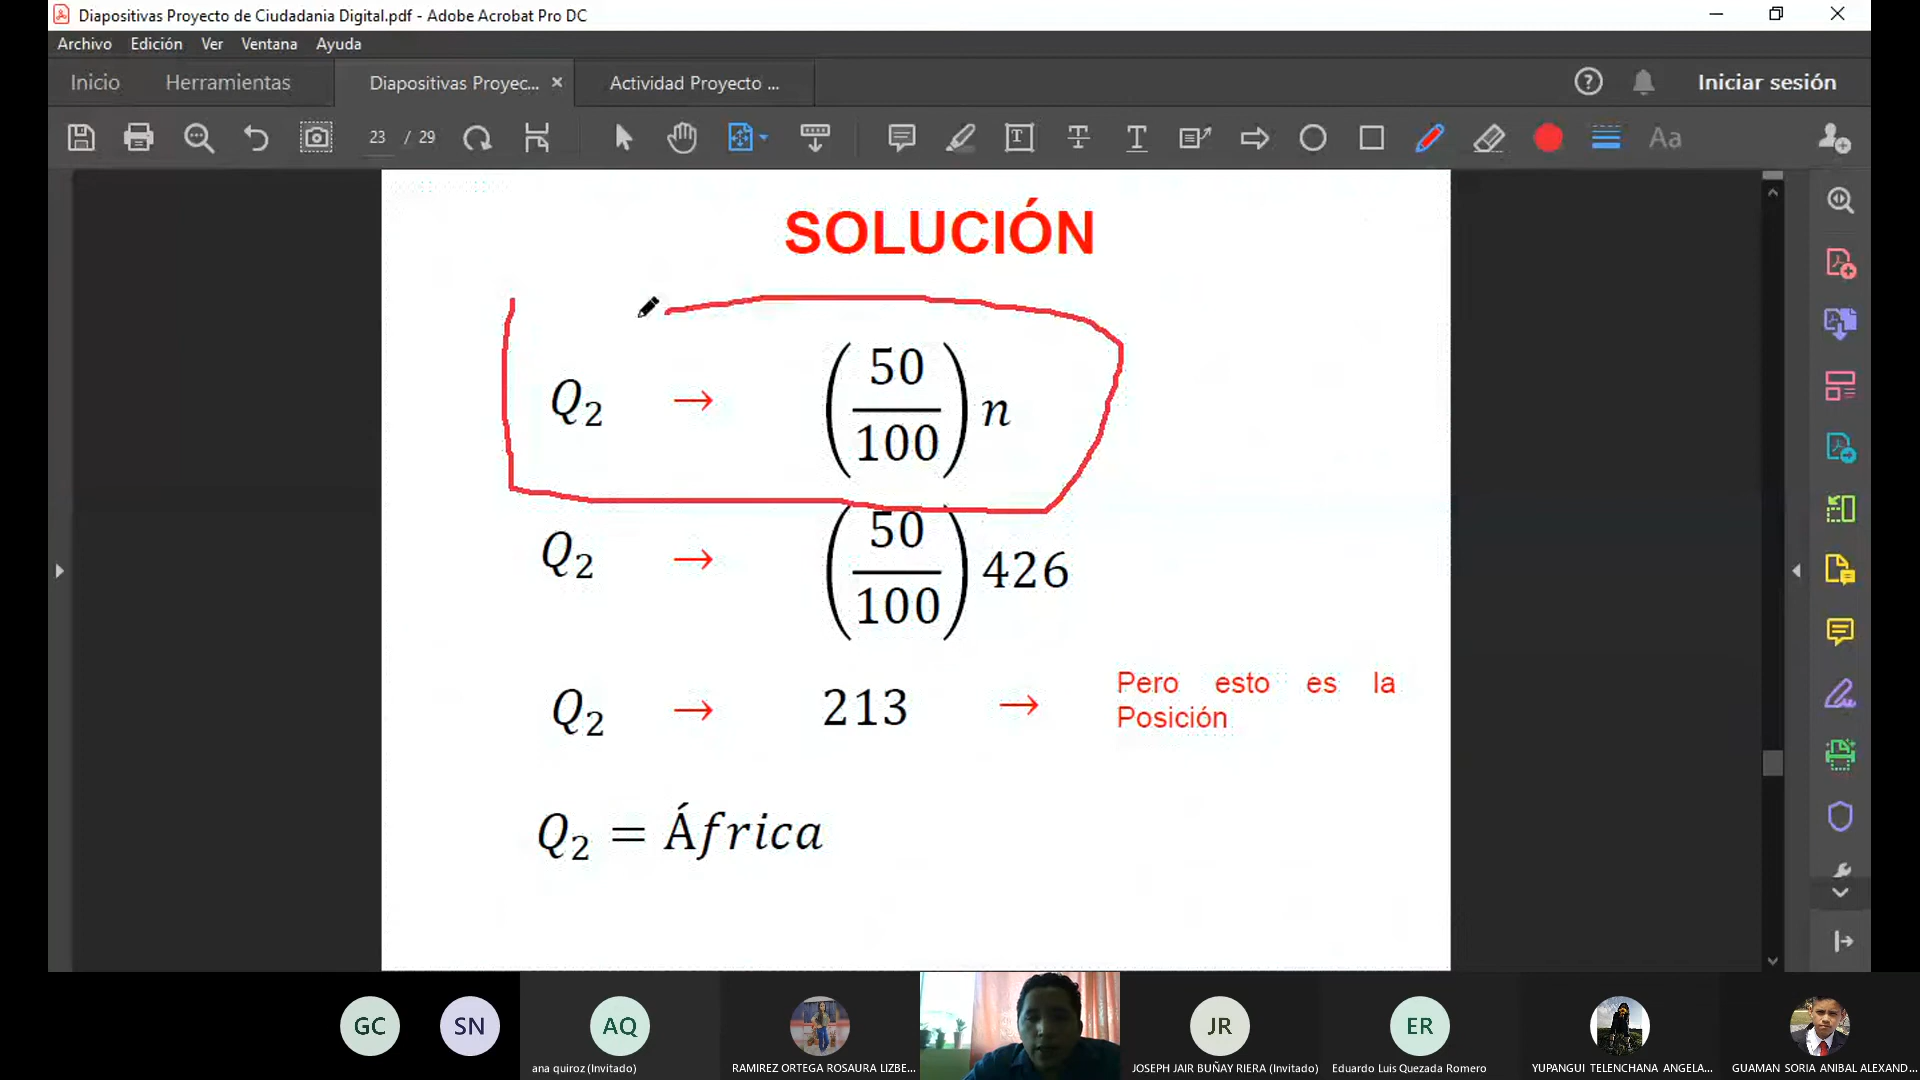 Diapositivas Proyecto de Ciudadania Digital.pdf - Adobe Acrobat Pro DC
Archivo Edición Ver Ventana Ayuda
Inicio Herramientas Diapositivas Proyec... × Actividad Proyecto ... Iniciar sesión
23 / 29 Aa
SOLUCIÓN
Q₂ → (50/100) n
Q₂ → (50/100) 426
Q₂ → 213 → Pero esto es la
Posición
Q₂ = África
GC SN AQ JR ER
ana quiroz (Invitado) RAMIREZ ORTEGA ROSAURA LIZBE... JOSEPH JAIR BUÑAY RIERA (Invitado) Eduardo Luis Quezada Romero YUPANGUI TELENCHANA ANGELA... GUAMAN SORIA ANIBAL ALEXAND...